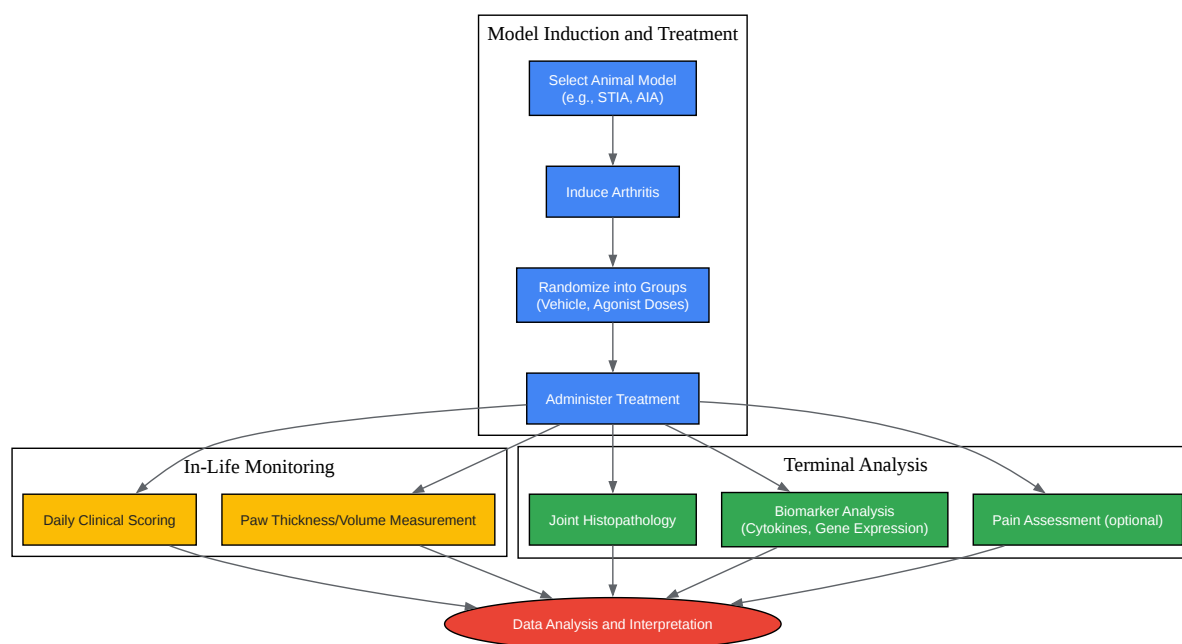 Model Induction and Treatment
Select Animal Model
(e.g., STIA, AIA)
Induce Arthritis
Randomize into Groups
(Vehicle, Agonist Doses)
Administer Treatment
In-Life Monitoring
Daily Clinical Scoring
Paw Thickness/Volume Measurement
Terminal Analysis
Joint Histopathology
Biomarker Analysis
(Cytokines, Gene Expression)
Pain Assessment (optional)
Data Analysis and Interpretation